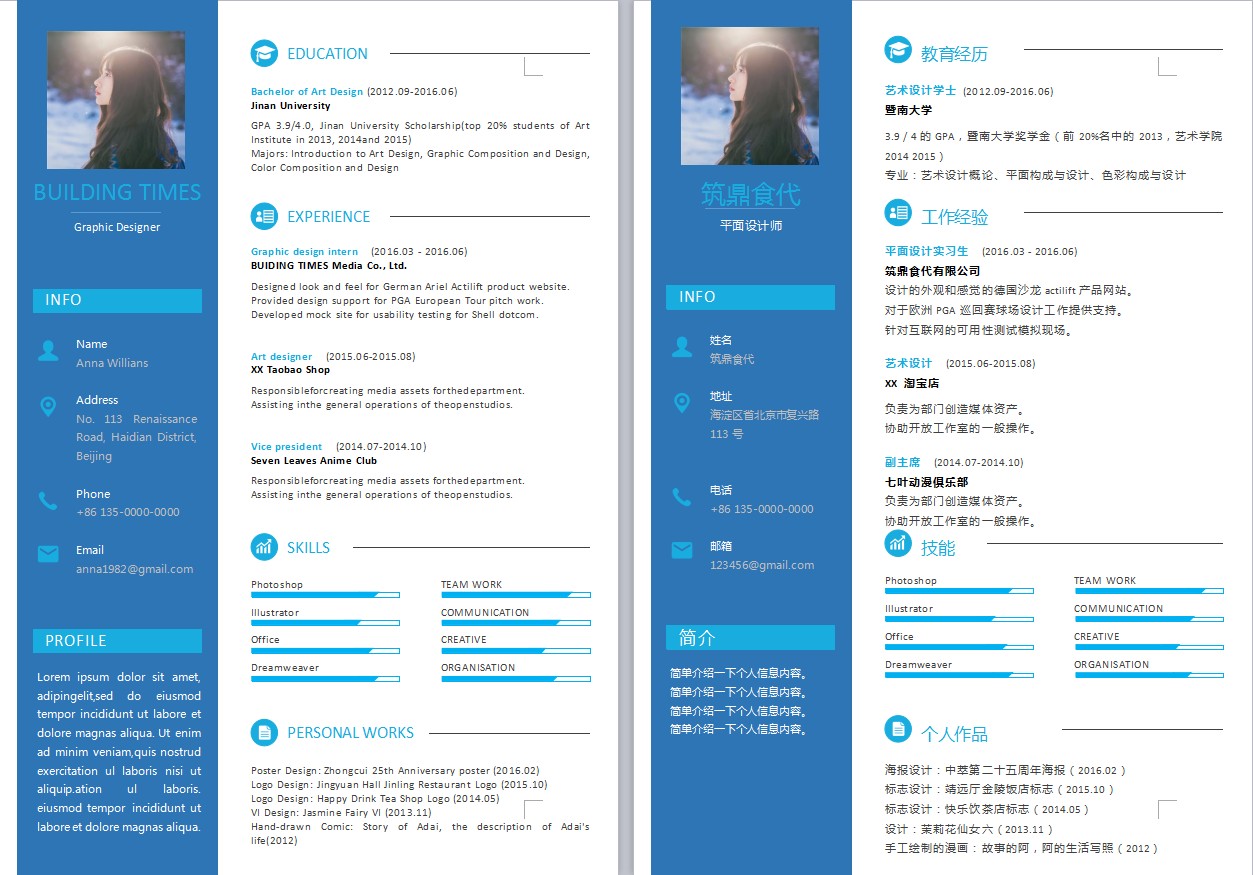 BUILDING TIMES
Graphic Designer
INFO
Name
Anna Willians
Address
No. 113 Renaissance
Road, Haidian District,
Beijing
Phone
+86 135-0000-0000
Email
anna1982@gmail.com
PROFILE
Lorem ipsum dolor sit amet,
adipingelit,sed do eiusmod
tempor incididunt ut labore et
dolore magnas aliqua. Ut enim
ad minim veniam,quis nostrud
exercitation ul laboris nisi ut
aliquip.ation ul laboris.
eiusmod tempor incididunt ut
labore et dolore magnas aliqua.
EDUCATION
Bachelor of Art Design (2012.09-2016.06)
Jinan University
GPA 3.9/4.0, Jinan University Scholarship(top 20% students of Art
Institute in 2013, 2014and 2015)
Majors: Introduction to Art Design, Graphic Composition and Design,
Color Composition and Design
EXPERIENCE
Graphic design intern (2016.03 - 2016.06)
BUIDING TIMES Media Co., Ltd.
Designed look and feel for German Ariel Actilift product website.
Provided design support for PGA European Tour pitch work.
Developed mock site for usability testing for Shell dotcom.
Art designer (2015.06-2015.08)
XX Taobao Shop
Responsibleforcreating media assets forthedepartment.
Assisting inthe general operations of theopenstudios.
Vice president (2014.07-2014.10)
Seven Leaves Anime Club
Responsibleforcreating media assets forthedepartment.
Assisting inthe general operations of theopenstudios.
SKILLS
Photoshop TEAM WORK
Illustrator COMMUNICATION
Office CREATIVE
Dreamweaver ORGANISATION
PERSONAL WORKS
Poster Design: Zhongcui 25th Anniversary poster (2016.02)
Logo Design: Jingyuan Hall Jinling Restaurant Logo (2015.10)
Logo Design: Happy Drink Tea Shop Logo (2014.05)
VI Design: Jasmine Fairy VI (2013.11)
Hand-drawn Comic: Story of Adai, the description of Adai's
life(2012)
筑鼎食代
平面设计师
INFO
姓名
筑鼎食代
地址
海淀区省北京市复兴路
113 号
电话
+86 135-0000-0000
邮箱
123456@gmail.com
简介
简单介绍一下个人信息内容。
简单介绍一下个人信息内容。
简单介绍一下个人信息内容。
简单介绍一下个人信息内容。
教育经历
艺术设计学士 (2012.09-2016.06)
暨南大学
3.9 / 4 的 GPA，暨南大学奖学金（前 20%名中的 2013，艺术学院
2014 2015）
专业：艺术设计概论、平面构成与设计、色彩构成与设计
工作经验
平面设计实习生 (2016.03 - 2016.06)
筑鼎食代有限公司
设计的外观和感觉的德国沙龙 actilift 产品网站。
对于欧洲 PGA 巡回赛球场设计工作提供支持。
针对互联网的可用性测试模拟现场。
艺术设计 (2015.06-2015.08)
XX 淘宝店
负责为部门创造媒体资产。
协助开放工作室的一般操作。
副主席 (2014.07-2014.10)
七叶动漫俱乐部
负责为部门创造媒体资产。
协助开放工作室的一般操作。
技能
Photoshop TEAM WORK
Illustrator COMMUNICATION
Office CREATIVE
Dreamweaver ORGANISATION
个人作品
海报设计：中萃第二十五周年海报（2016.02）
标志设计：靖远厅金陵饭店标志（2015.10）
标志设计：快乐饮茶店标志（2014.05）
设计：茉莉花仙女六（2013.11）
手工绘制的漫画：故事的阿，阿的生活写照（2012）